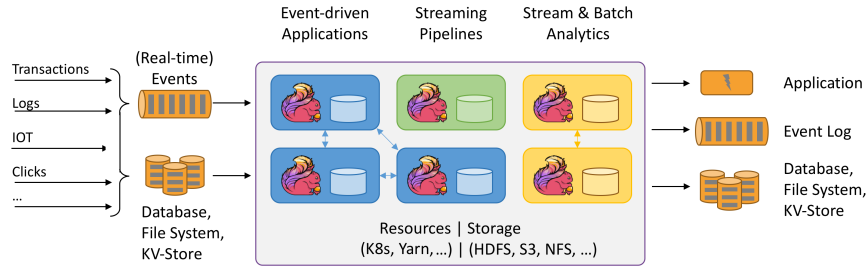 Event-driven
Applications
Streaming
Pipelines
Stream & Batch
Analytics
Transactions
Logs
IOT
Clicks
...
(Real-time)
Events
Database,
File System,
KV-Store
Resources | Storage
(K8s, Yarn,...) | (HDFS, S3, NFS, ...)
Application
Event Log
Database,
File System,
KV-Store